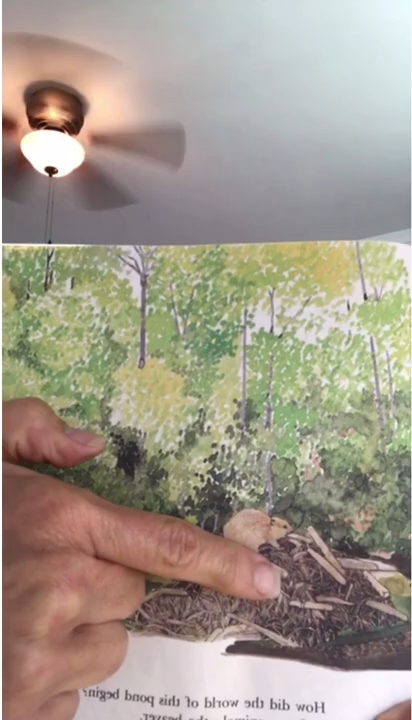 How did the world of this pond begin?
animal, the beaver.